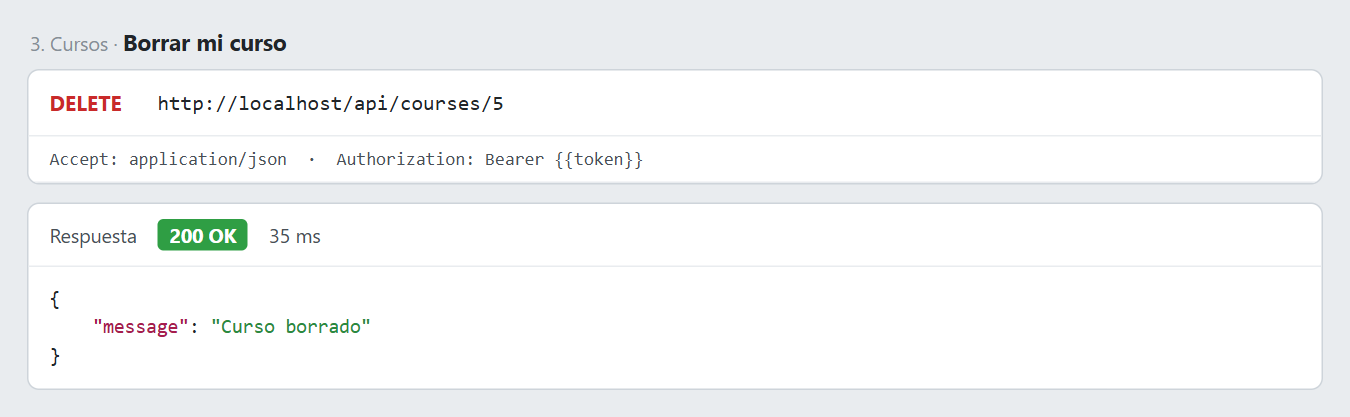 3. Cursos · Borrar mi curso
DELETE http://localhost/api/courses/5
Accept: application/json · Authorization: Bearer {{token}}
Respuesta 200 OK 35 ms
{
    "message": "Curso borrado"
}